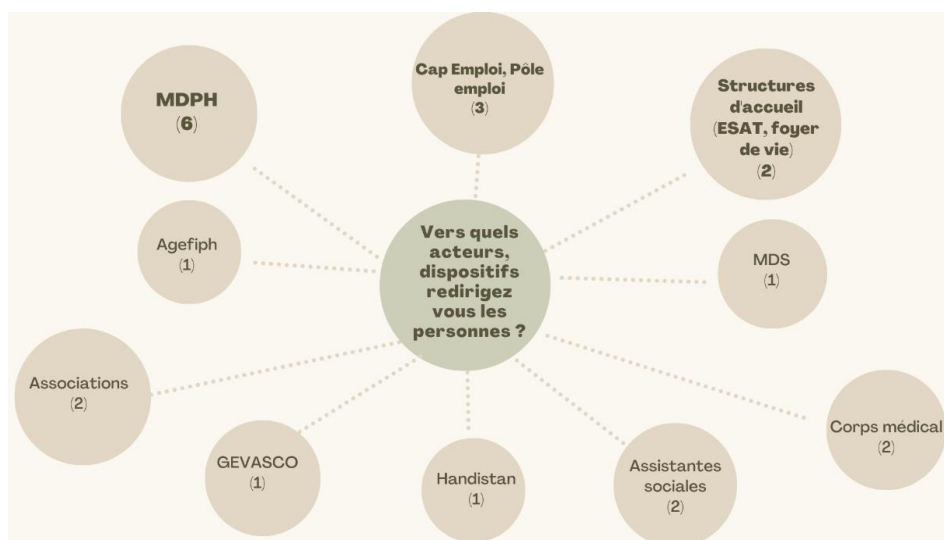 MDPH
(6)
Cap Emploi, Pôle
emploi
(3)
Structures
d'accueil
(ESAT, foyer
de vie)
(2)
Agefiph
(1)
Vers quels
acteurs,
dispositifs
redirigez
vous les
personnes ?
MDS
(1)
Associations
(2)
GEVASCO
(1)
Handistan
(1)
Assistantes
sociales
(2)
Corps médical
(2)